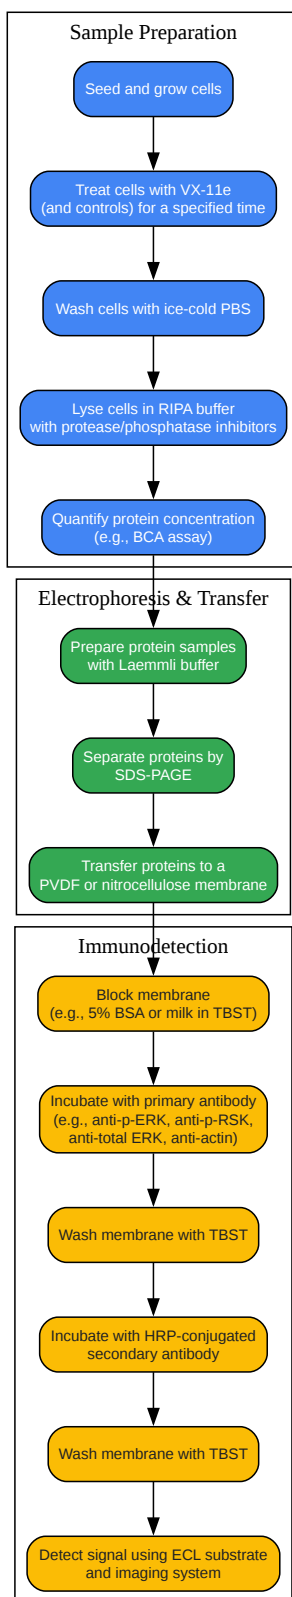 Sample Preparation
Seed and grow cells
Treat cells with VX-11e
(and controls) for a specified time
Wash cells with ice-cold PBS
Lyse cells in RIPA buffer
with protease/phosphatase inhibitors
Quantify protein concentration
(e.g., BCA assay)
Electrophoresis & Transfer
Prepare protein samples
with Laemmli buffer
Separate proteins by
SDS-PAGE
Transfer proteins to a
PVDF or nitrocellulose membrane
Immunodetection
Block membrane
(e.g., 5% BSA or milk in TBST)
Incubate with primary antibody
(e.g., anti-p-ERK, anti-p-RSK,
anti-total ERK, anti-actin)
Wash membrane with TBST
Incubate with HRP-conjugated
secondary antibody
Wash membrane with TBST
Detect signal using ECL substrate
and imaging system